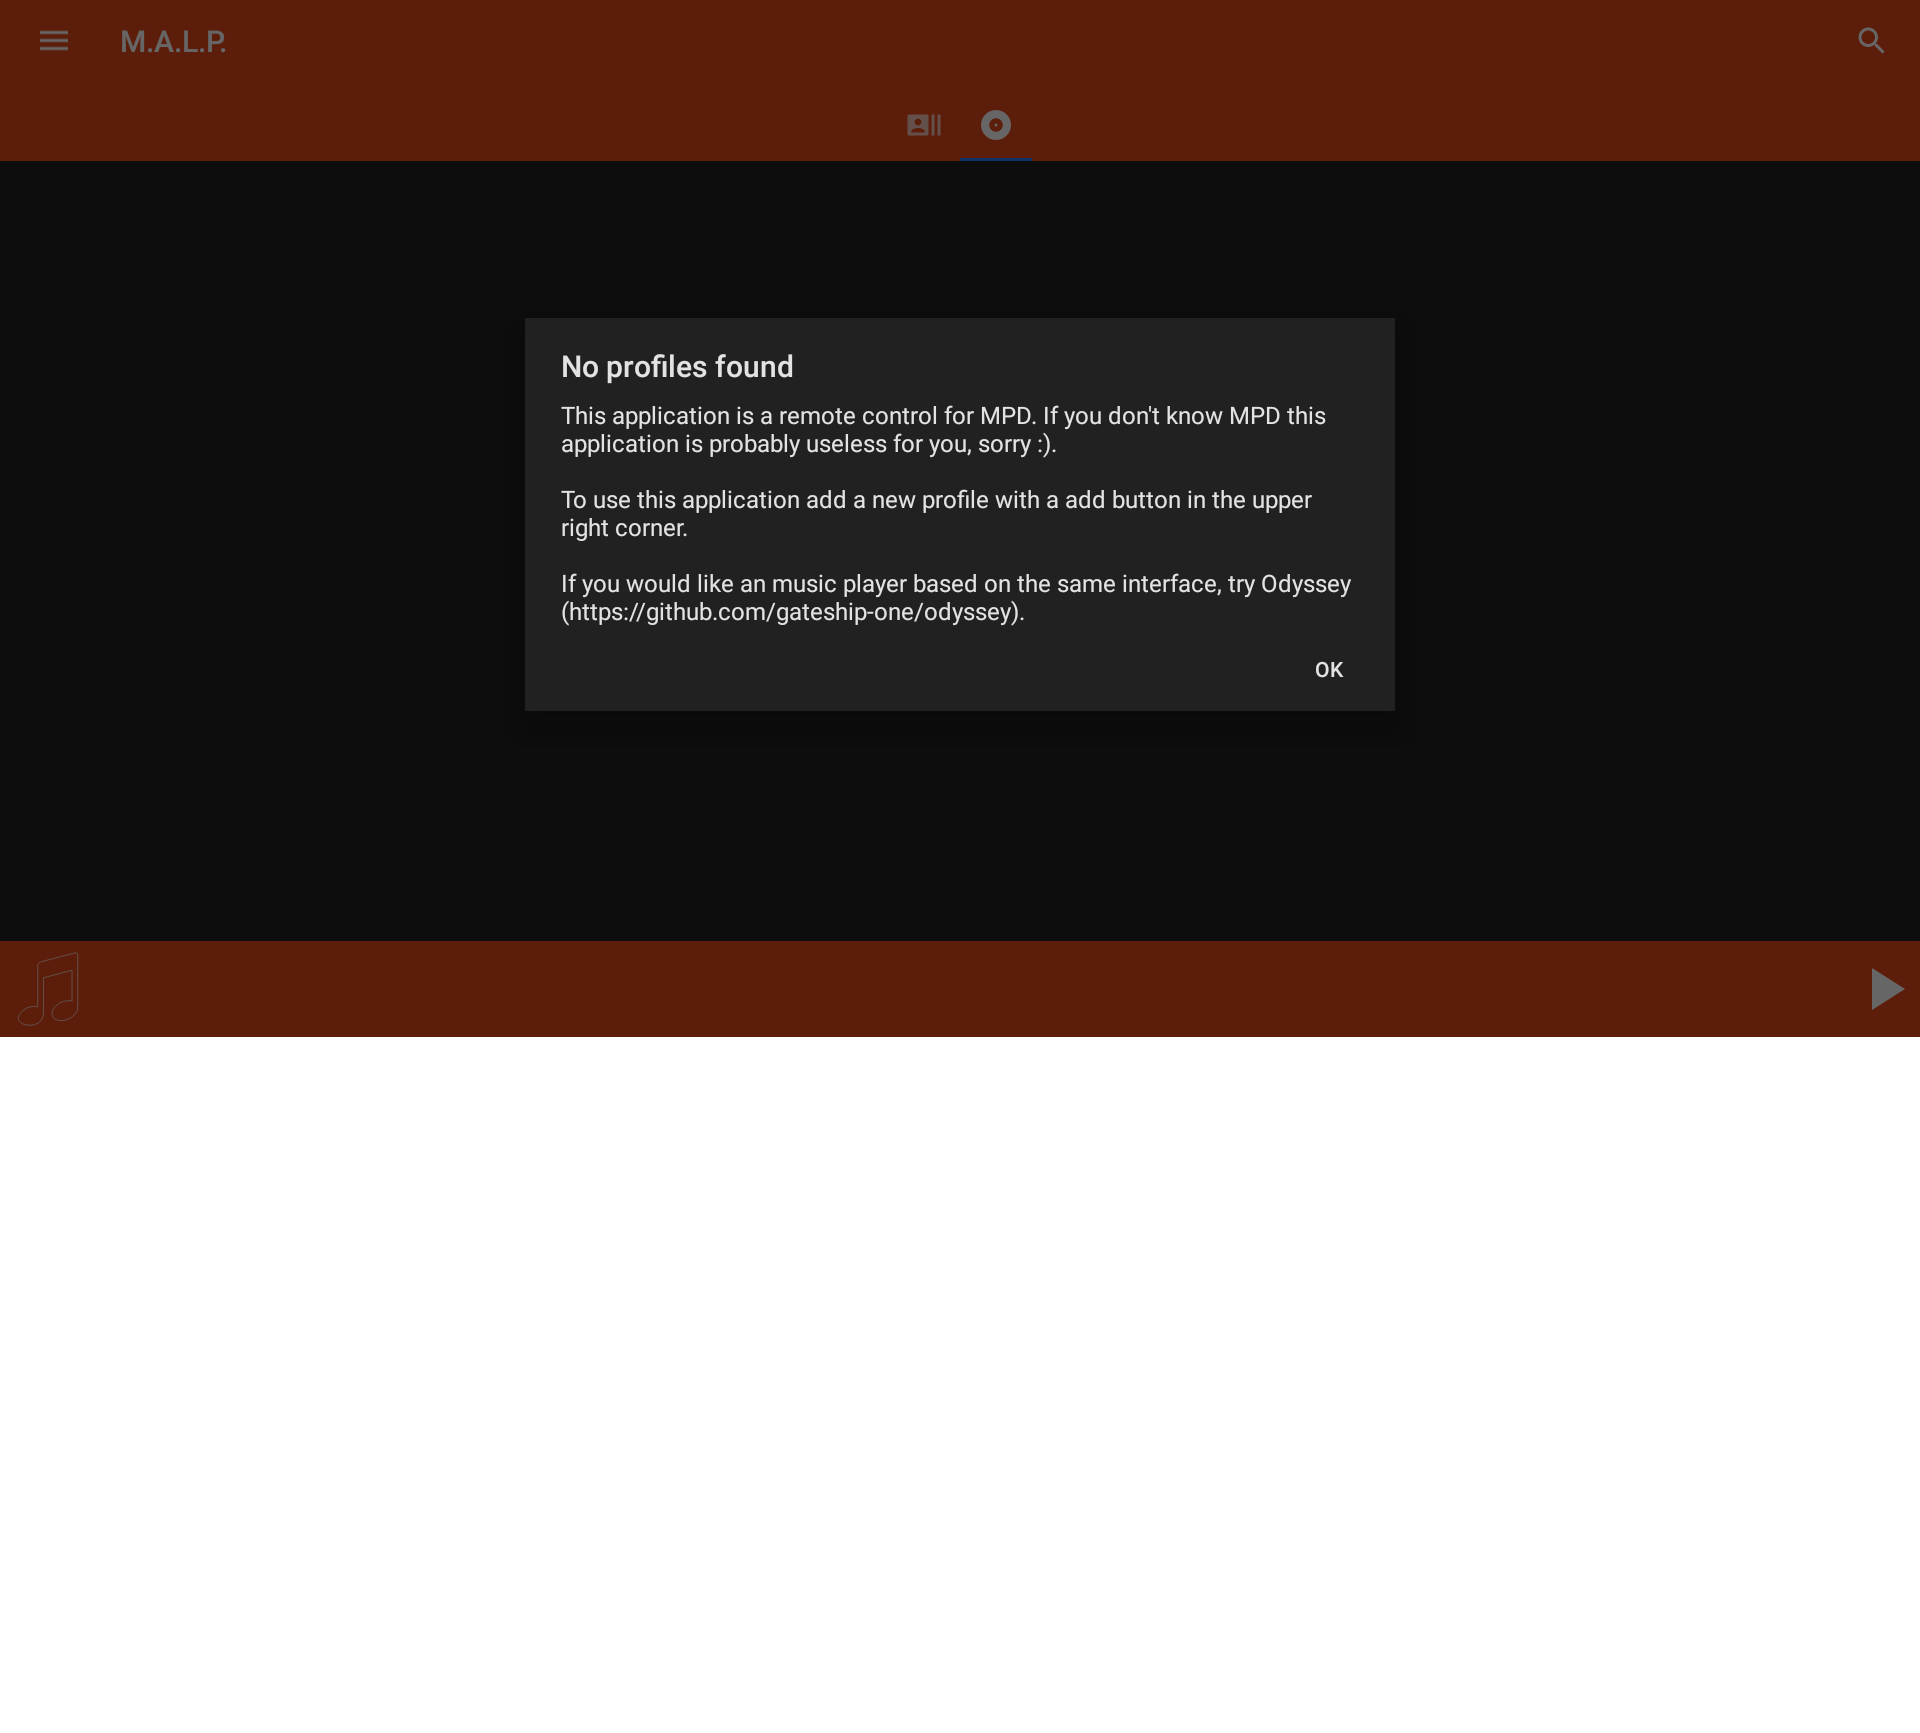 M.A.L.P.
No profiles found
This application is a remote control for MPD. If you don't know MPD this
application is probably useless for you, sorry :).
To use this application add a new profile with a add button in the upper
right corner.
If you would like an music player based on the same interface, try Odyssey
(https://github.com/gateship-one/odyssey).
OK